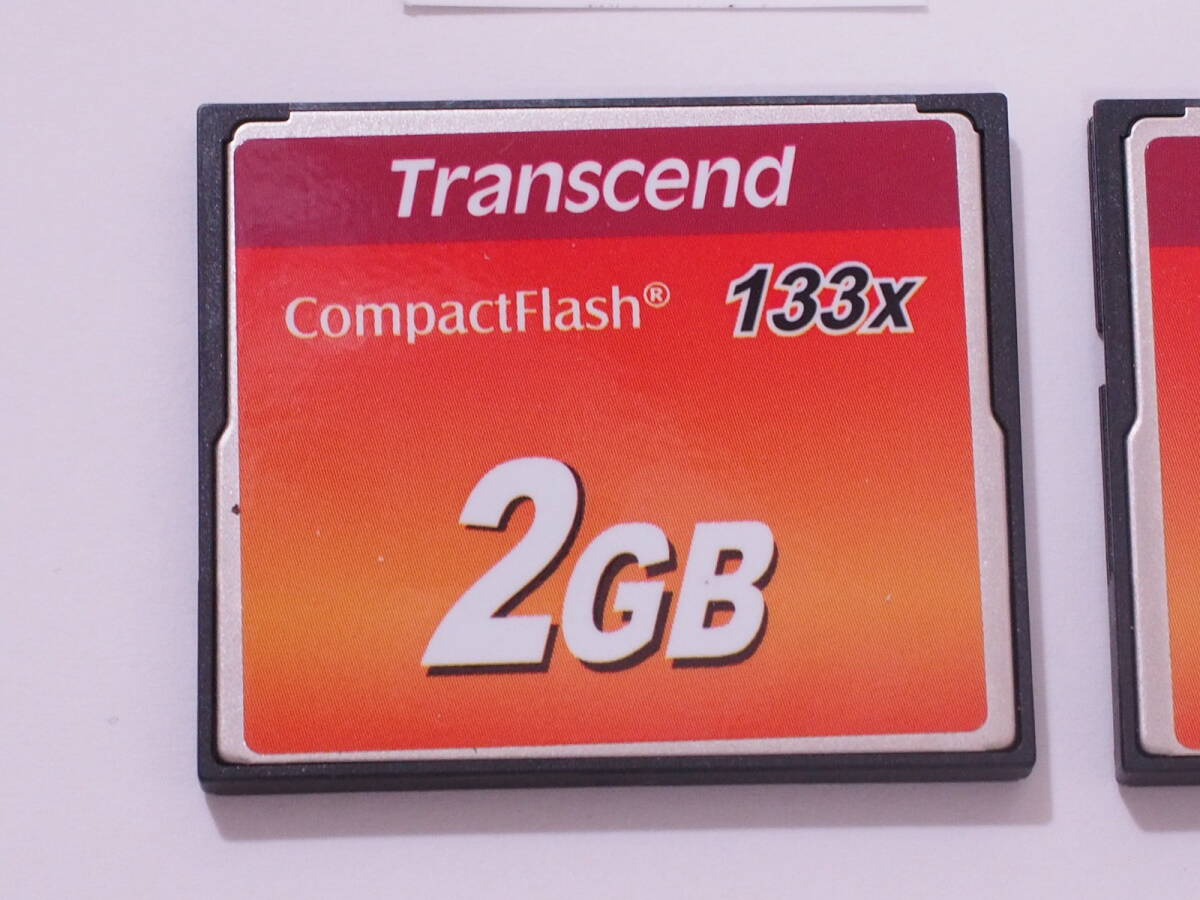 Transcend
CompactFlash® 133x
2GB